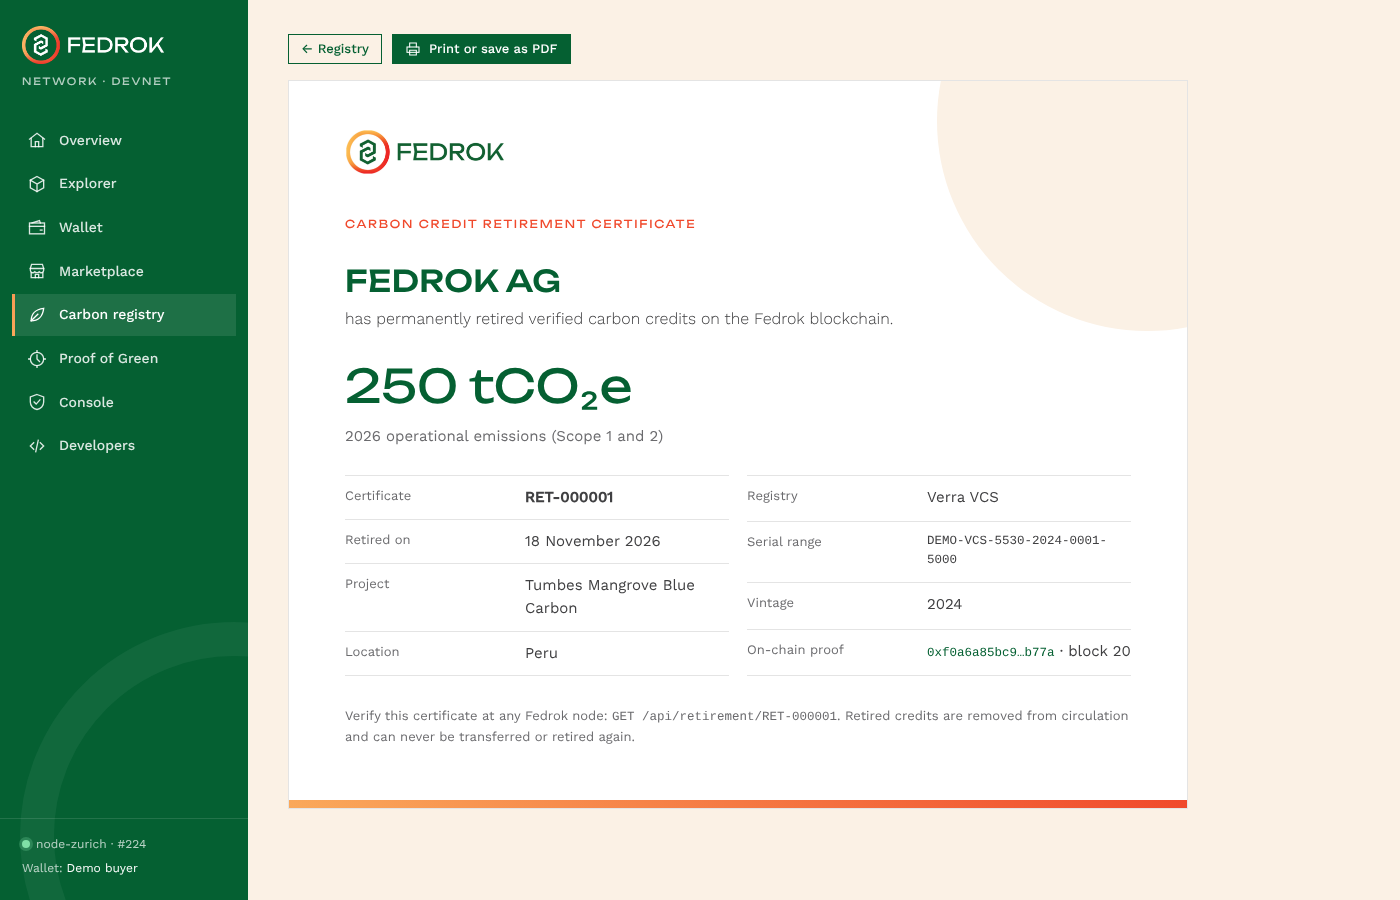 FEDROK
NETWORK · DEVNET
Overview
Explorer
Wallet
Marketplace
Carbon registry
Proof of Green
Console
Developers
node-zurich · #224
Wallet: Demo buyer
← Registry
Print or save as PDF
FEDROK
CARBON CREDIT RETIREMENT CERTIFICATE
FEDROK AG
has permanently retired verified carbon credits on the Fedrok blockchain.
250 tCO₂e
2026 operational emissions (Scope 1 and 2)
Certificate RET-000001
Retired on 18 November 2026
Project Tumbes Mangrove Blue
Carbon
Location Peru
Registry Verra VCS
Serial range DEMO-VCS-5530-2024-0001-
5000
Vintage 2024
On-chain proof 0xf0a6a85bc9…b77a · block 20
Verify this certificate at any Fedrok node: GET /api/retirement/RET-000001. Retired credits are removed from circulation
and can never be transferred or retired again.